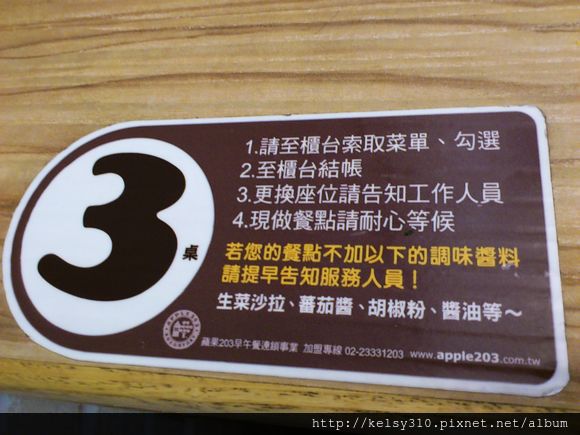 3
桌
1.請至櫃台索取菜單、勾選
2.至櫃台結帳
3.更換座位請告知工作人員
4.現做餐點請耐心等候
若您的餐點不加以下的調味醬料
請提早告知服務人員！
生菜沙拉、蕃茄醬、胡椒粉、醬油等～
蘋果203早午餐連鎖事業 加盟專線 02-23331203 www.apple203.com.tw
http://kelsy310.pixnet.net/album